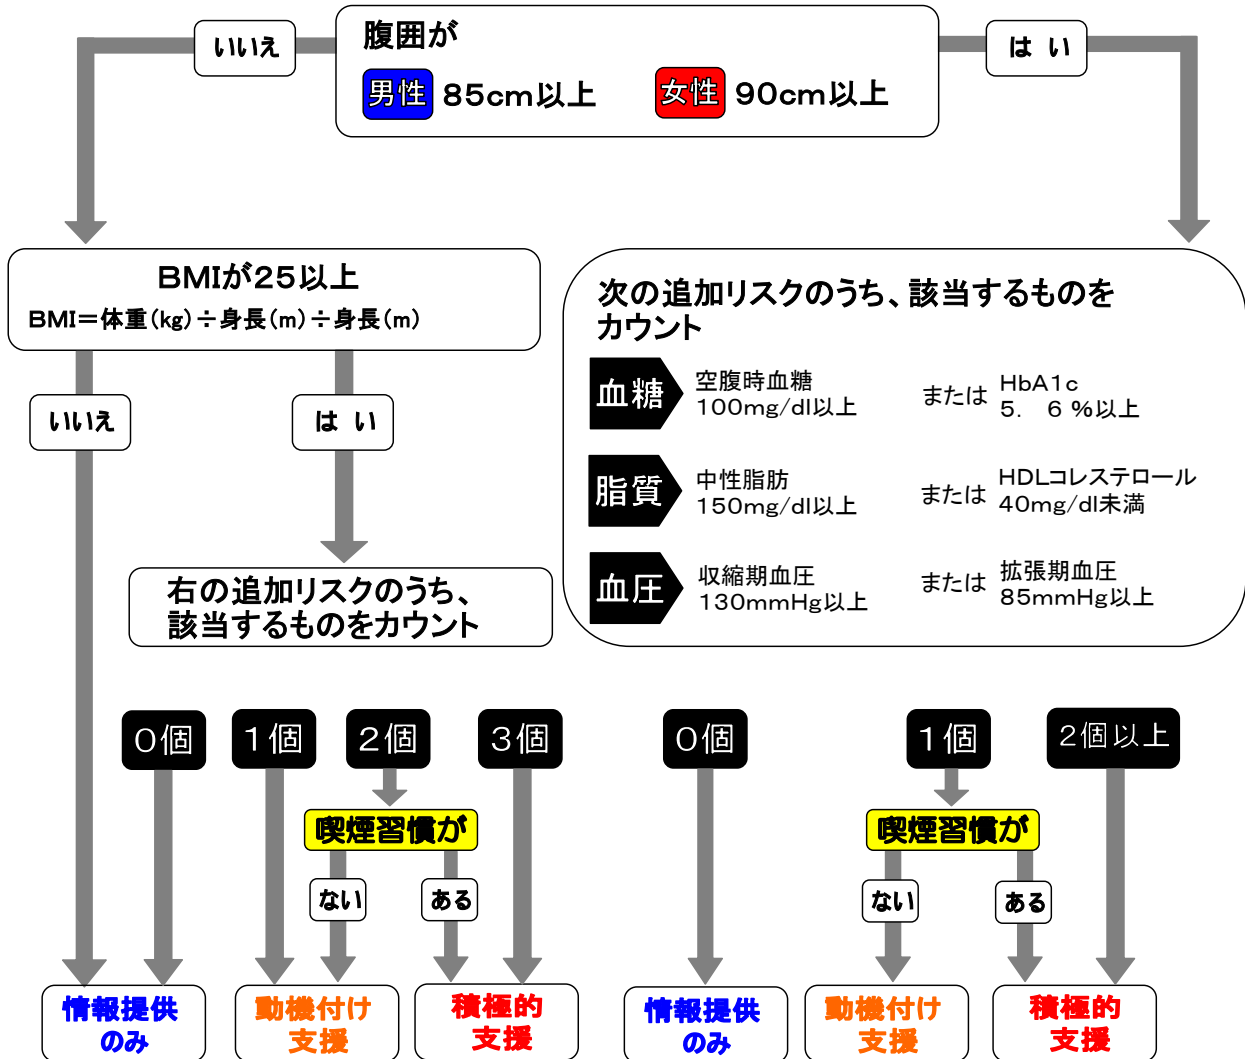 いいえ
腹囲が
はい
男性 85cm以上 女性 90cm以上
BMIが25以上
BMI＝体重(kg)÷身長(m)÷身長(m)
いいえ
はい
次の追加リスクのうち、該当するものを
カウント
血糖
空腹時血糖
100mg/dl以上
または
HbA1c
5. 6 %以上
脂質
中性脂肪
150mg/dl以上
または
HDLコレステロール
40mg/dl未満
血圧
収縮期血圧
130mmHg以上
または
拡張期血圧
85mmHg以上
右の追加リスクのうち、
該当するものをカウント
0個
1個
2個
3個
0個
1個
2個以上
喫煙習慣が
喫煙習慣が
ない
ある
ない
ある
情報提供
のみ
動機付け
支援
積極的
支援
情報提供
のみ
動機付け
支援
積極的
支援